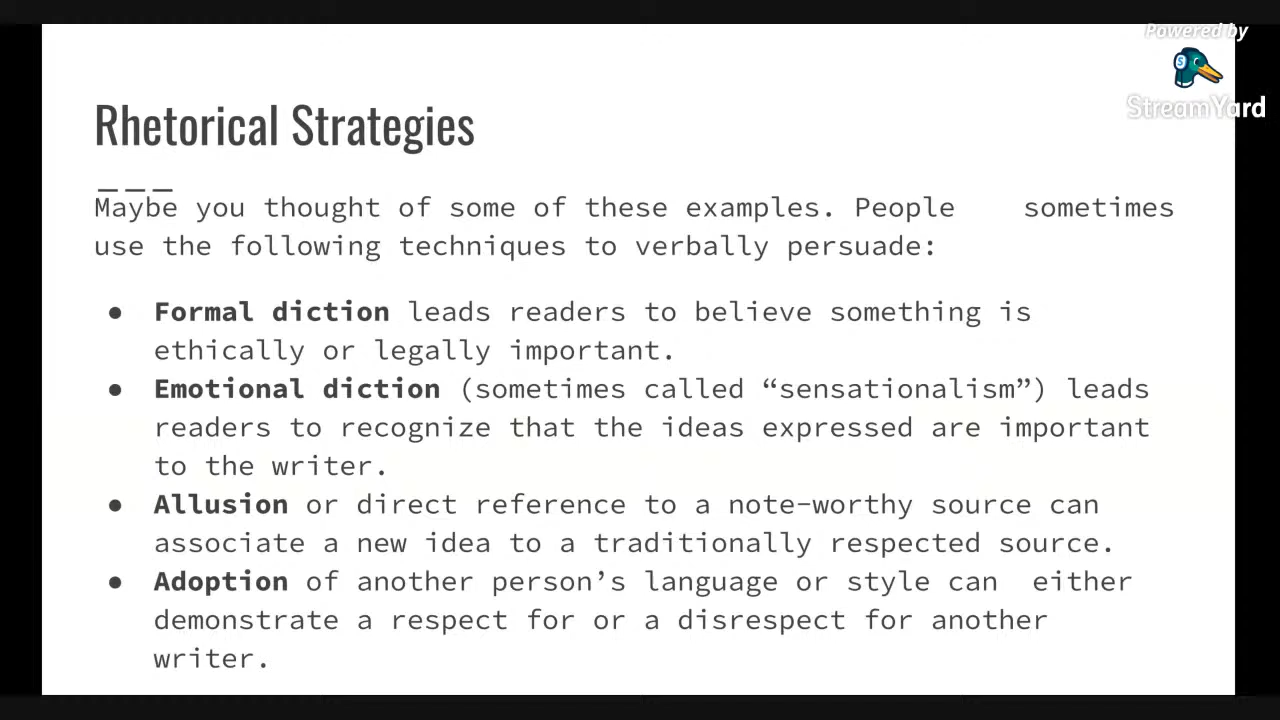 Powered by
StreamYard
Rhetorical Strategies
Maybe you thought of some of these examples. People sometimes
use the following techniques to verbally persuade:
● Formal diction leads readers to believe something is
ethically or legally important.
● Emotional diction (sometimes called “sensationalism”) leads
readers to recognize that the ideas expressed are important
to the writer.
● Allusion or direct reference to a note-worthy source can
associate a new idea to a traditionally respected source.
● Adoption of another person’s language or style can either
demonstrate a respect for or a disrespect for another
writer.